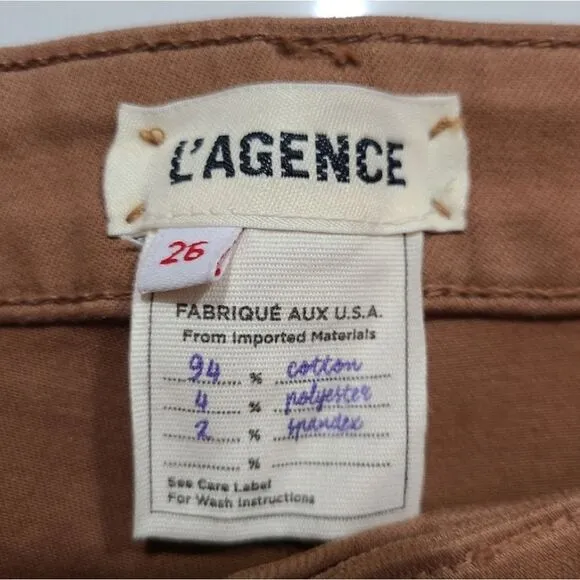 L'AGENCE
26
FABRIQUÉ AUX U.S.A.
From Imported Materials
94 % cotton
4 % polyester
2 % spandex
%
See Care Label
For Wash Instructions